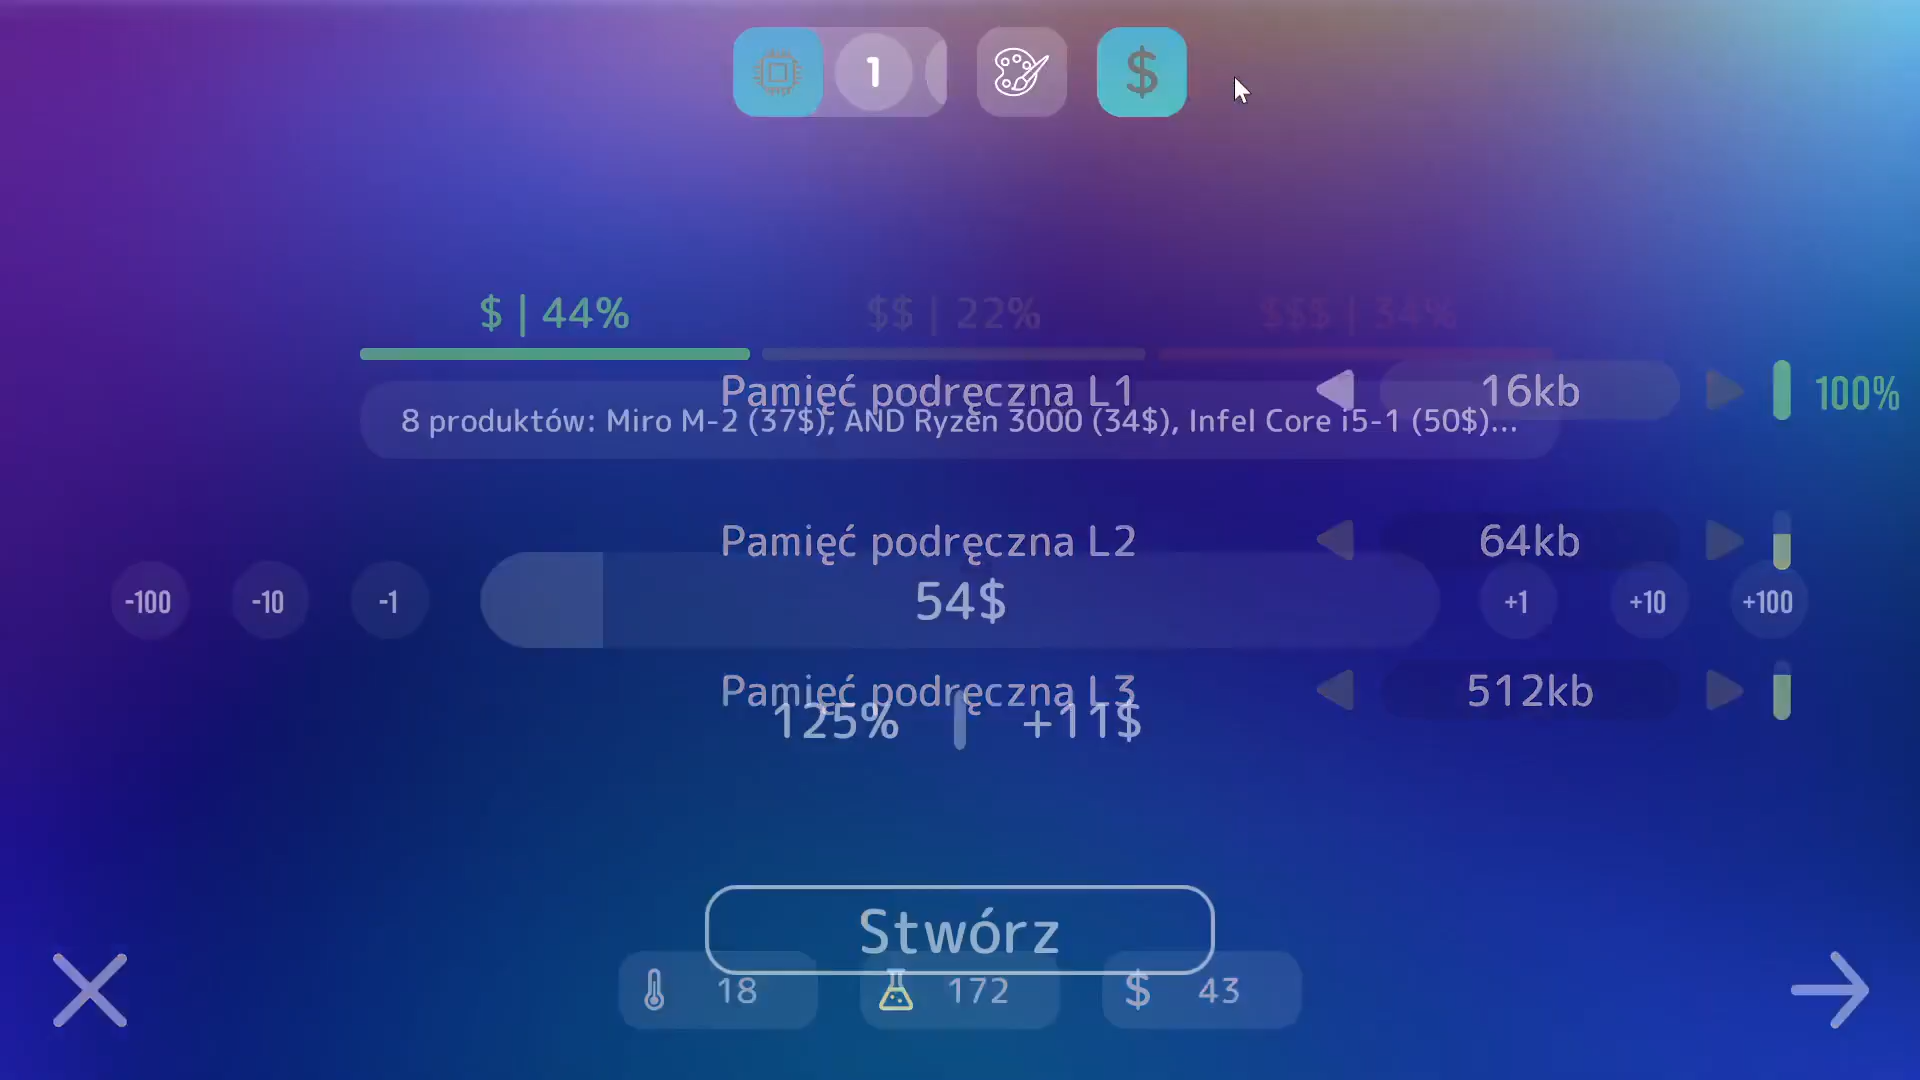 1
$
$ | 44%
$$ | 22%
$$$ | 34%
Pamięć podręczna L1
16kb
100%
8 produktów: Miro M-2 (37$), AND Ryzen 3000 (34$), Infel Core i5-1 (50$)...
Pamięć podręczna L2
64kb
-100
-10
-1
54$
+1
+10
+100
Pamięć podręczna L3
512kb
125%
+11$
Stwórz
18
172
$
43